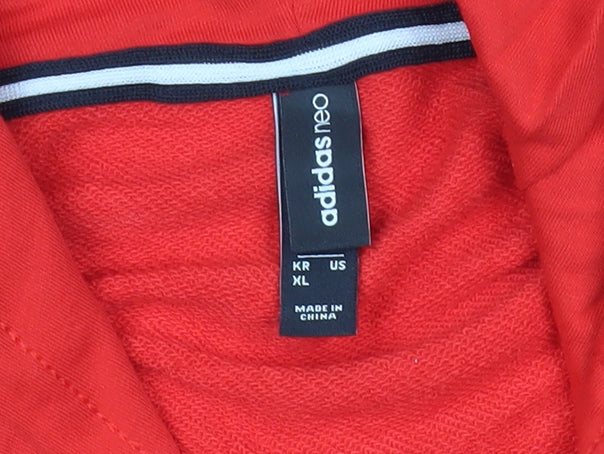 adidas neo
KR US
XL
MADE IN
CHINA